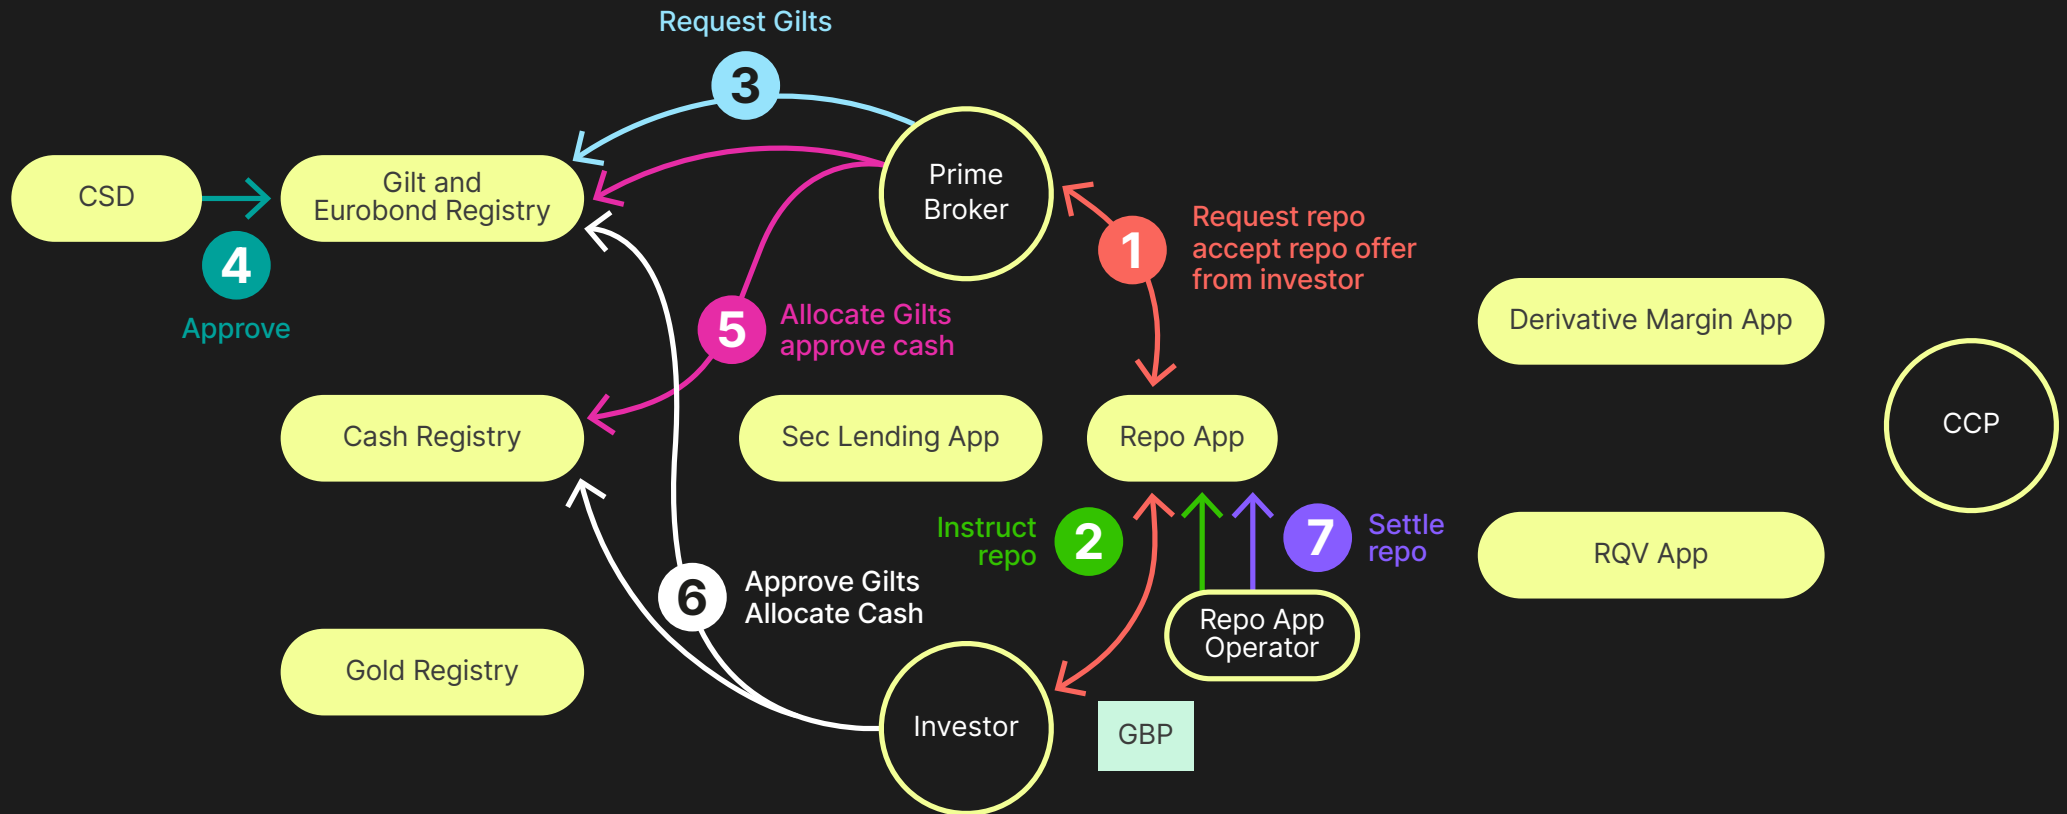 Request Gilts
3
Prime
Broker
CSD
Gilt and
Eurobond Registry
4
Approve
1
Request repo
accept repo offer
from investor
5
Allocate Gilts
approve cash
Derivative Margin App
CCP
Cash Registry
Sec Lending App
Repo App
Instruct
repo
2
7
Settle
repo
RQV App
6
Approve Gilts
Allocate Cash
Repo App
Operator
Gold Registry
Investor
GBP